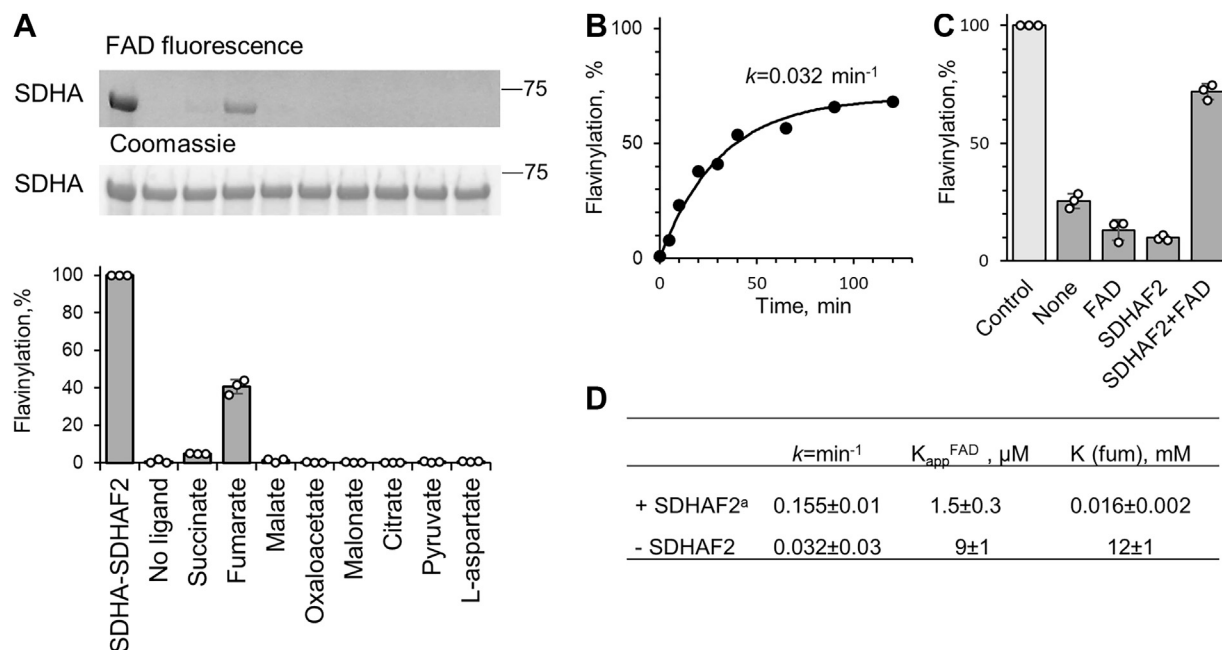 A
FAD fluorescence
SDHA
—75
Coomassie
SDHA
—75
Flavinylation,%
100
80
60
40
20
0
SDHA-SDHAF2
No ligand
Succinate
Fumarate
Malate
Oxaloacetate
Malonate
Citrate
Pyruvate
L-aspartate
B
Flavinylation, %
100
50
0
k=0.032 min-1
0 50 100
Time, min
C
Flavinylation,%
100
50
0
Control
None
FAD
SDHAF2
SDHAF2+FAD
D
k=min-1 KappFAD , µM K (fum), mM
+ SDHAF2a 0.155±0.01 1.5±0.3 0.016±0.002
- SDHAF2 0.032±0.03 9±1 12±1